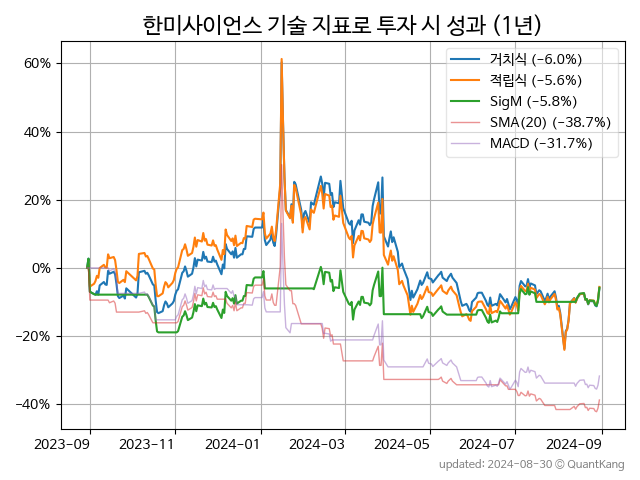 한미사이언스 기술 지표로 투자 시 성과 (1년)
거치식 (−6.0%)
적립식 (−5.6%)
SigM (−5.8%)
SMA(20) (−38.7%)
MACD (−31.7%)
60%
40%
20%
0%
−20%
−40%
2023-09 2023-11 2024-01 2024-03 2024-05 2024-07 2024-09
updated: 2024-08-30 © QuantKang